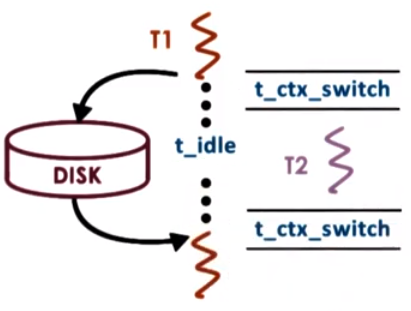 T1
t_ctx_switch
t_idle
T2
DISK
t_ctx_switch